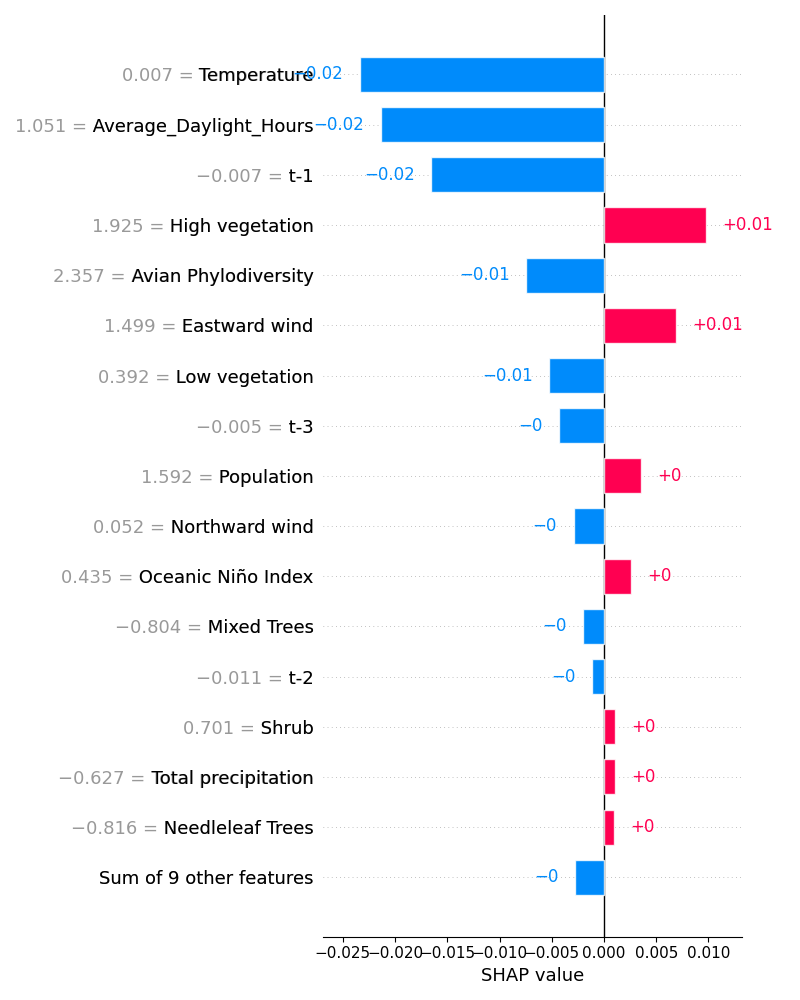 0.007 = Temperature −0.02
1.051 = Average_Daylight_Hours −0.02
−0.007 = t-1 −0.02
1.925 = High vegetation +0.01
2.357 = Avian Phylodiversity −0.01
1.499 = Eastward wind +0.01
0.392 = Low vegetation −0.01
−0.005 = t-3 −0
1.592 = Population +0
0.052 = Northward wind −0
0.435 = Oceanic Niño Index +0
−0.804 = Mixed Trees −0
−0.011 = t-2 −0
0.701 = Shrub +0
−0.627 = Total precipitation +0
−0.816 = Needleleaf Trees +0
Sum of 9 other features −0
−0.025 −0.020 −0.015 −0.010 −0.005 0.000 0.005 0.010
SHAP value